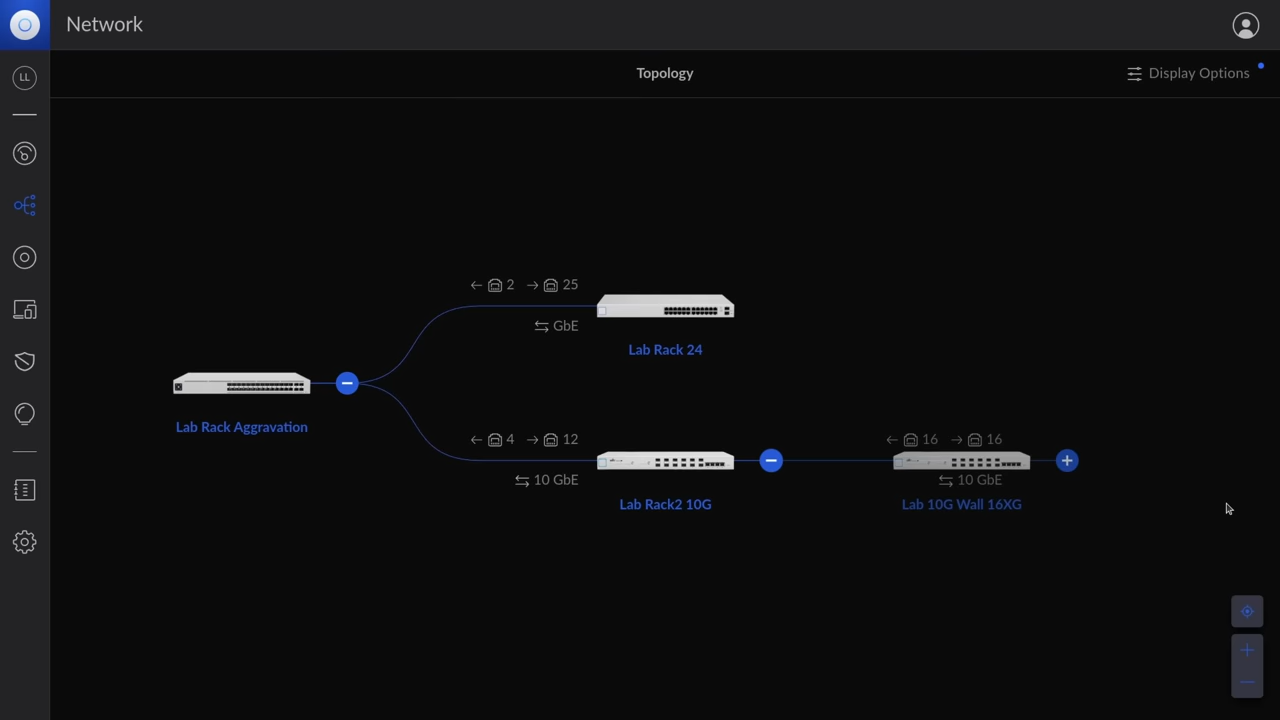 Network
LL
Topology
Display Options
← 2 → 25
⇆ GbE
Lab Rack 24
Lab Rack Aggravation
← 4 → 12
⇆ 10 GbE
Lab Rack2 10G
← 16 → 16
⇆ 10 GbE
Lab 10G Wall 16XG